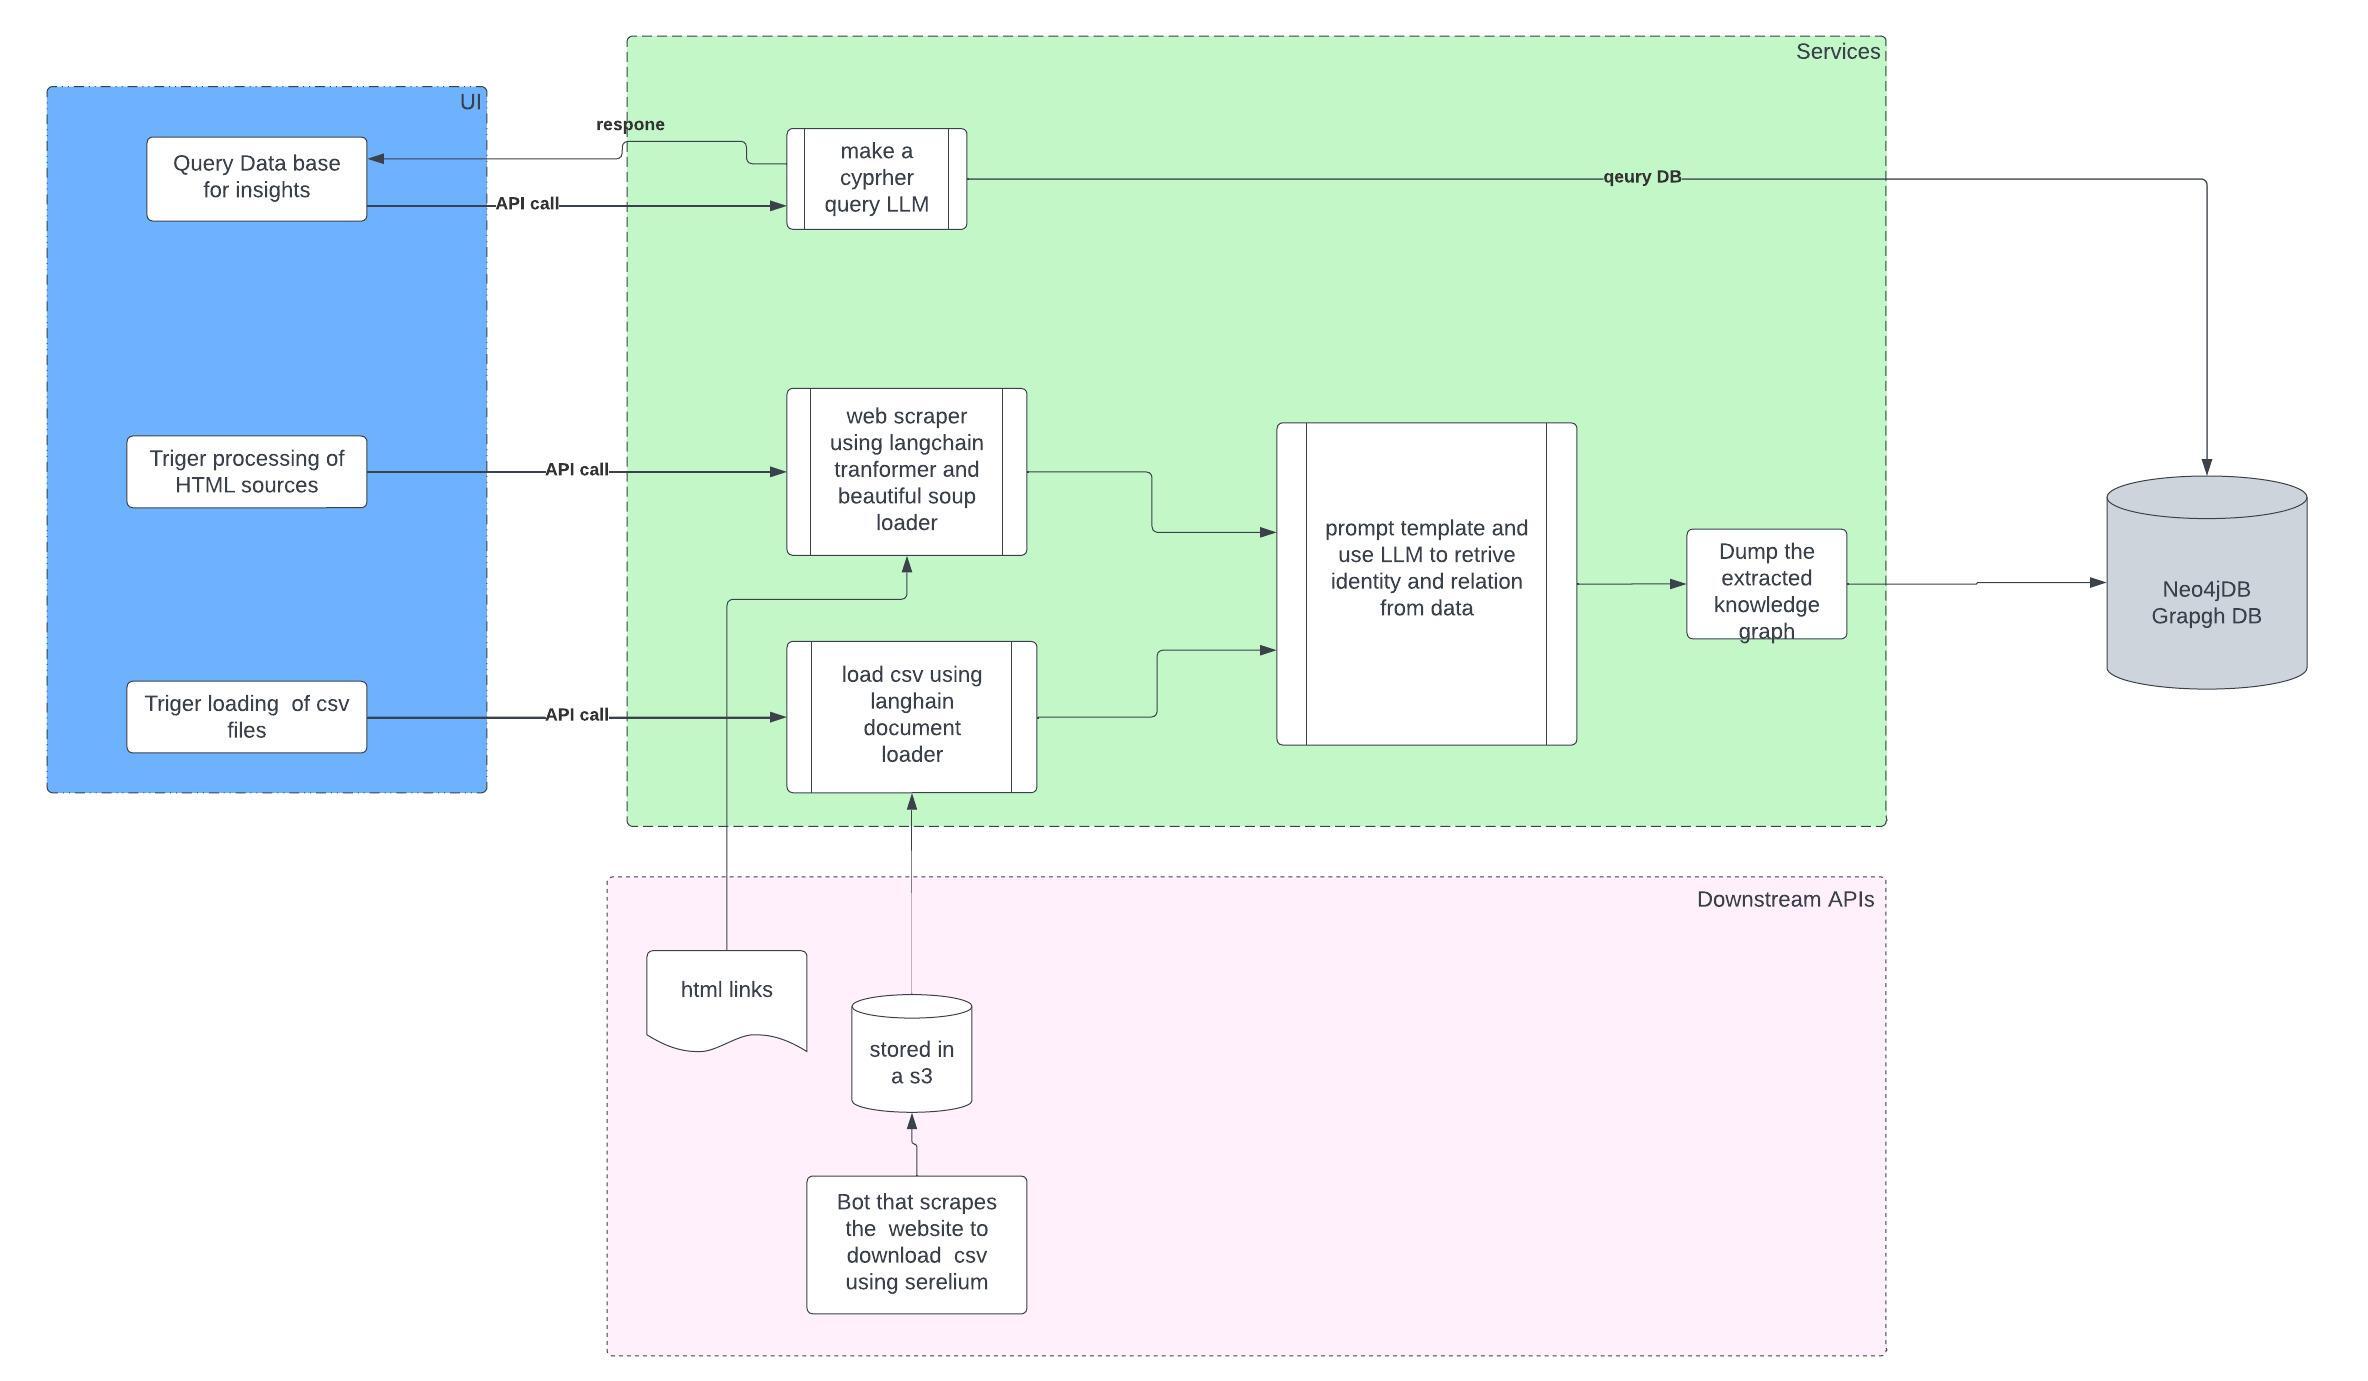 Services
UI
respone
Query Data base
for insights
API call
make a
cyprher
query LLM
qeury DB
Triger processing of
HTML sources
API call
web scraper
using langchain
tranformer and
beautiful soup
loader
prompt template and
use LLM to retrive
identity and relation
from data
Dump the
extracted
knowledge
graph
Neo4jDB
Grapgh DB
Triger loading  of csv
files
API call
load csv using
langhain
document
loader
Downstream APIs
html links
stored in
a s3
Bot that scrapes
the  website to
download  csv
using serelium